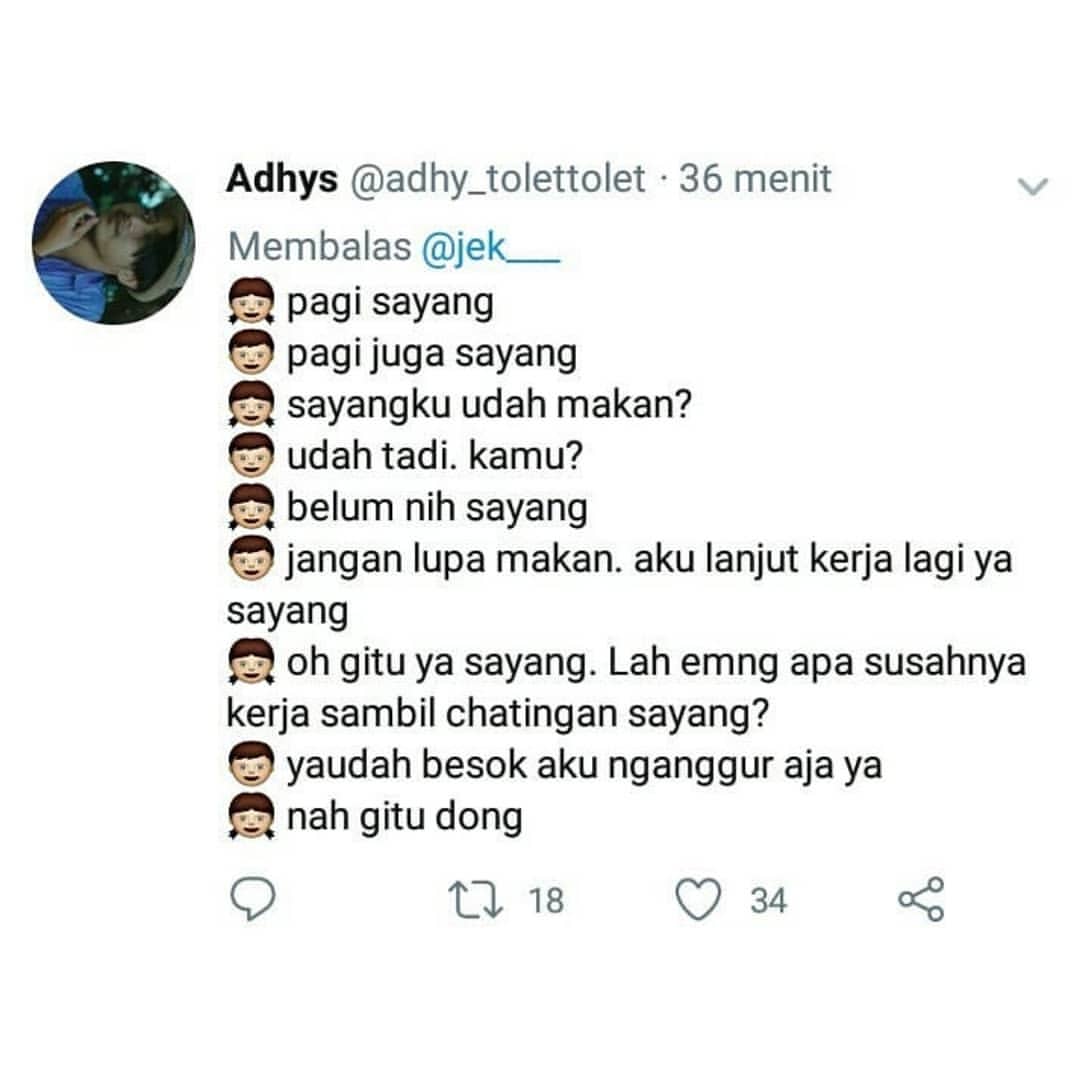 Adhys @adhy_tolettolet · 36 menit
Membalas @jek___
👧 pagi sayang
👦 pagi juga sayang
👧 sayangku udah makan?
👦 udah tadi. kamu?
👧 belum nih sayang
👦 jangan lupa makan. aku lanjut kerja lagi ya
sayang
👧 oh gitu ya sayang. Lah emng apa susahnya
kerja sambil chatingan sayang?
👦 yaudah besok aku nganggur aja ya
👧 nah gitu dong
18 34